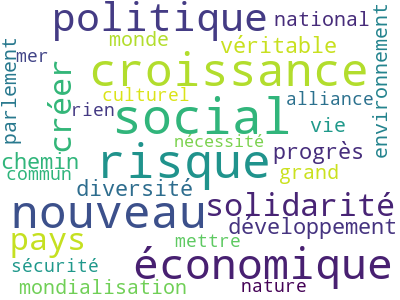 politique national
monde véritable
parlement mer croissance environnement
créer culturel alliance
rien social vie
nécessité
chemin risque progrès
commun grand
diversité
nouveau solidarité
pays développement
mettre
sécurité économique
mondialisation nature